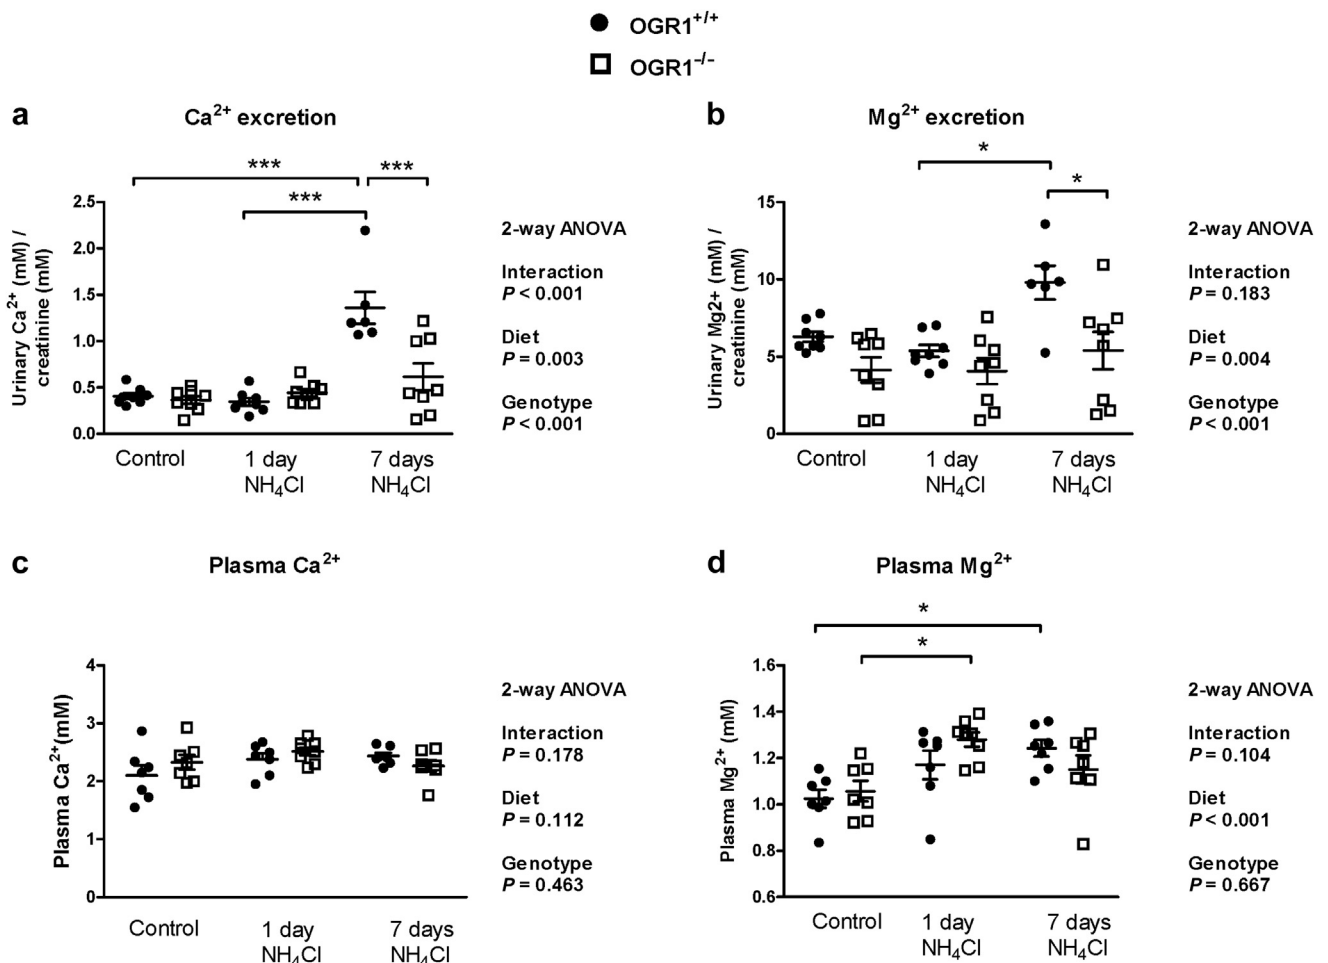 OGR1+/+
OGR1-/-
a
Ca2+ excretion
***
***
***
Urinary Ca2+ (mM) /
creatinine (mM)
2.5
2.0
1.5
1.0
0.5
0.0
Control
1 day
NH4Cl
7 days
NH4Cl
2-way ANOVA
Interaction
P < 0.001
Diet
P = 0.003
Genotype
P < 0.001
b
Mg2+ excretion
*
*
Urinary Mg2+ (mM) /
creatinine (mM)
15
10
5
0
Control
1 day
NH4Cl
7 days
NH4Cl
2-way ANOVA
Interaction
P = 0.183
Diet
P = 0.004
Genotype
P < 0.001
c
Plasma Ca2+
Plasma Ca2+(mM)
4
3
2
1
0
Control
1 day
NH4Cl
7 days
NH4Cl
2-way ANOVA
Interaction
P = 0.178
Diet
P = 0.112
Genotype
P = 0.463
d
Plasma Mg2+
*
*
Plasma Mg2+ (mM)
1.6
1.4
1.2
1.0
0.8
0.6
Control
1 day
NH4Cl
7 days
NH4Cl
2-way ANOVA
Interaction
P = 0.104
Diet
P < 0.001
Genotype
P = 0.667